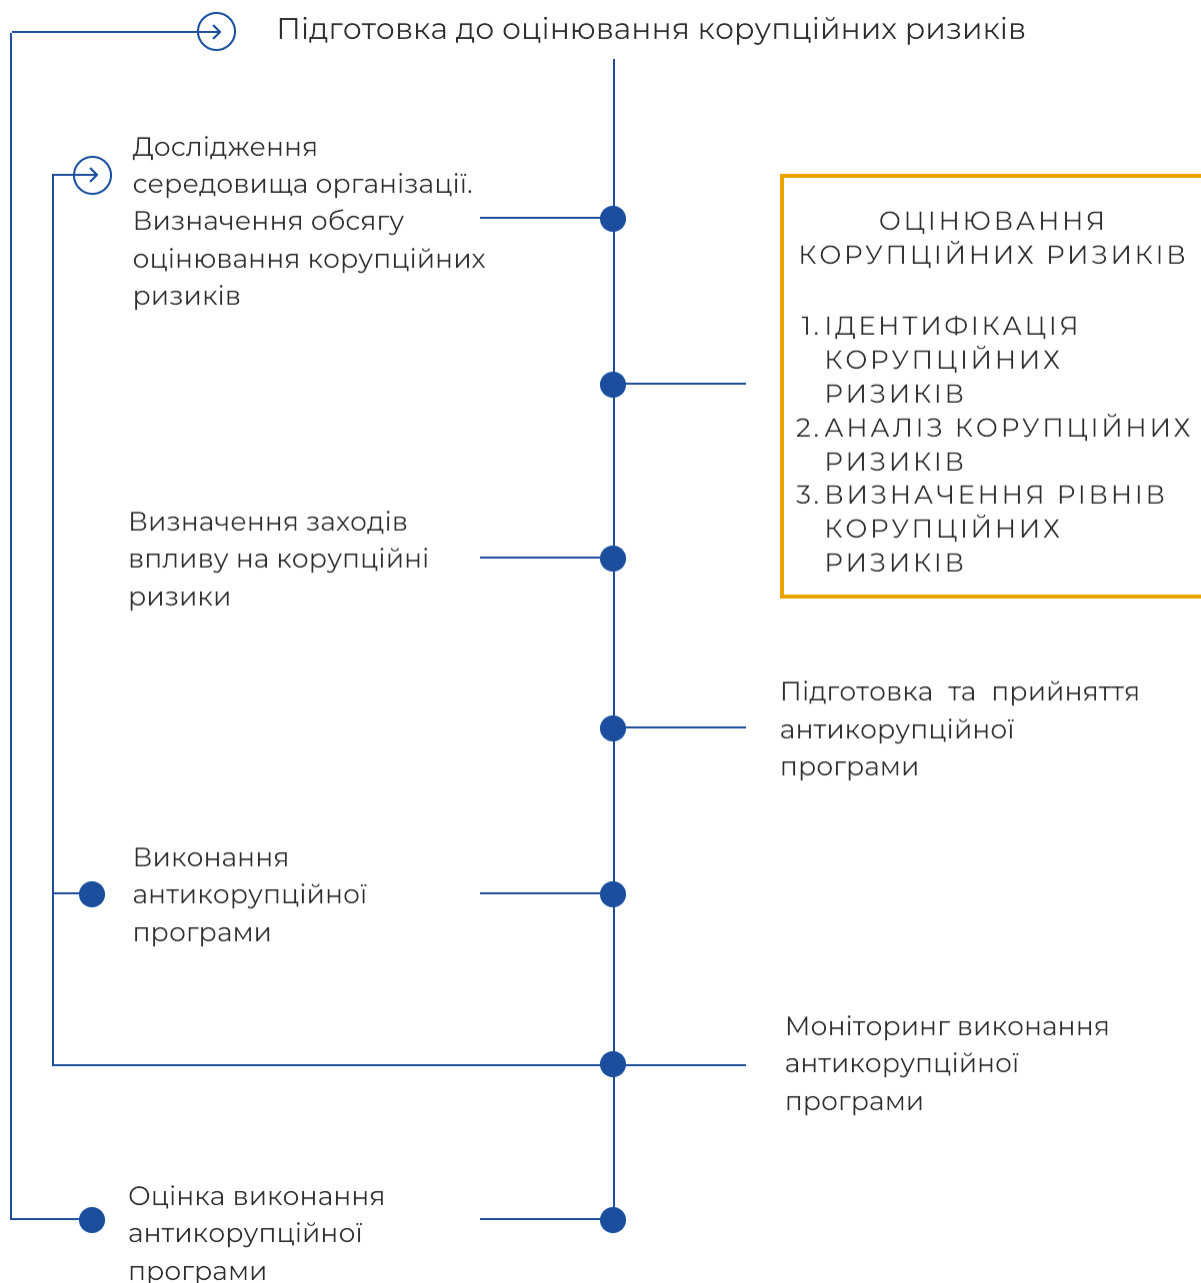 Підготовка до оцінювання корупційних ризиків
Дослідження
середовища організації.
Визначення обсягу
оцінювання корупційних
ризиків
ОЦІНЮВАННЯ
КОРУПЦІЙНИХ РИЗИКІВ
1. ІДЕНТИФІКАЦІЯ
КОРУПЦІЙНИХ
РИЗИКІВ
2. АНАЛІЗ КОРУПЦІЙНИХ
РИЗИКІВ
3. ВИЗНАЧЕННЯ РІВНІВ
КОРУПЦІЙНИХ
РИЗИКІВ
Визначення заходів
впливу на корупційні
ризики
Підготовка та прийняття
антикорупційної
програми
Виконання
антикорупційної
програми
Моніторинг виконання
антикорупційної
програми
Оцінка виконання
антикорупційної
програми